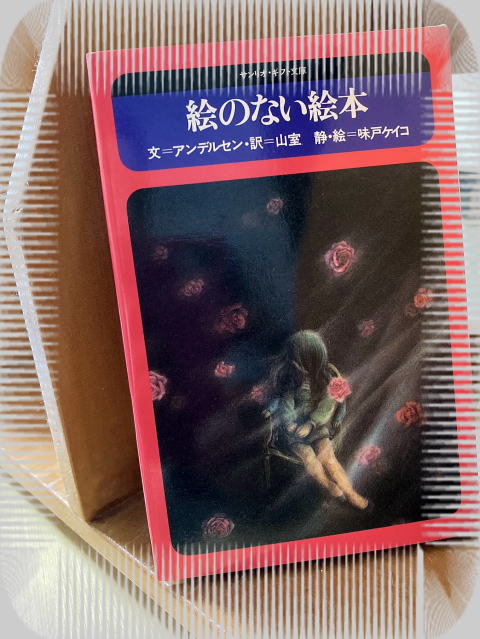 サンリオ・ギフト文庫
絵のない絵本
文＝アンデルセン・訳＝山室　静・絵＝味戸ケイコ